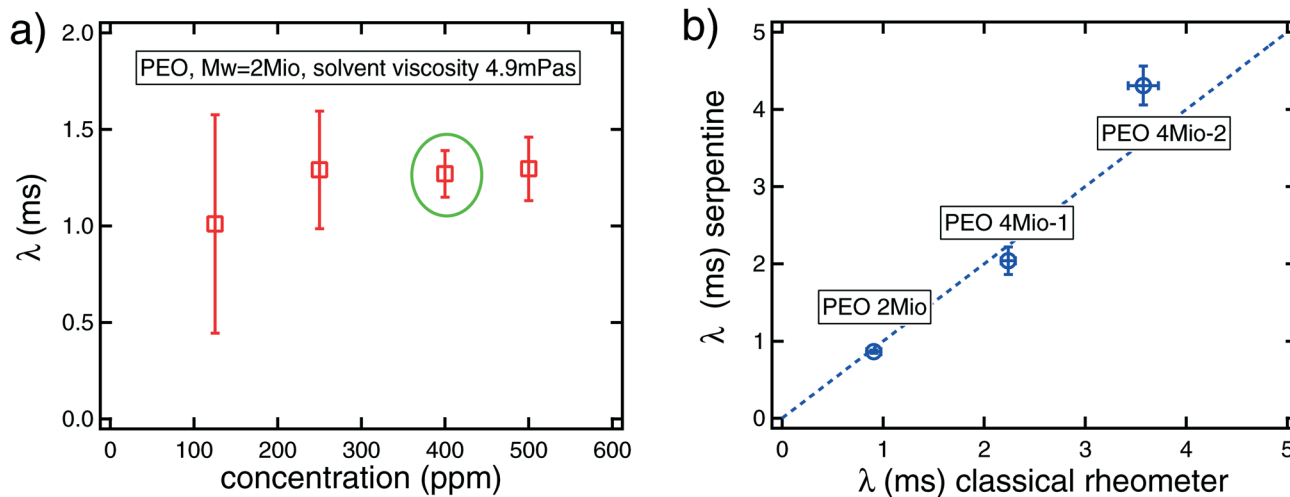 a)
PEO, Mw=2Mio, solvent viscosity 4.9mPas
2.0
1.5
1.0
0.5
0.0
λ (ms)
0
100
200
300
400
500
600
concentration (ppm)
b)
5
4
3
2
1
0
λ (ms) serpentine
PEO 4Mio-2
PEO 4Mio-1
PEO 2Mio
0
1
2
3
4
5
λ (ms) classical rheometer